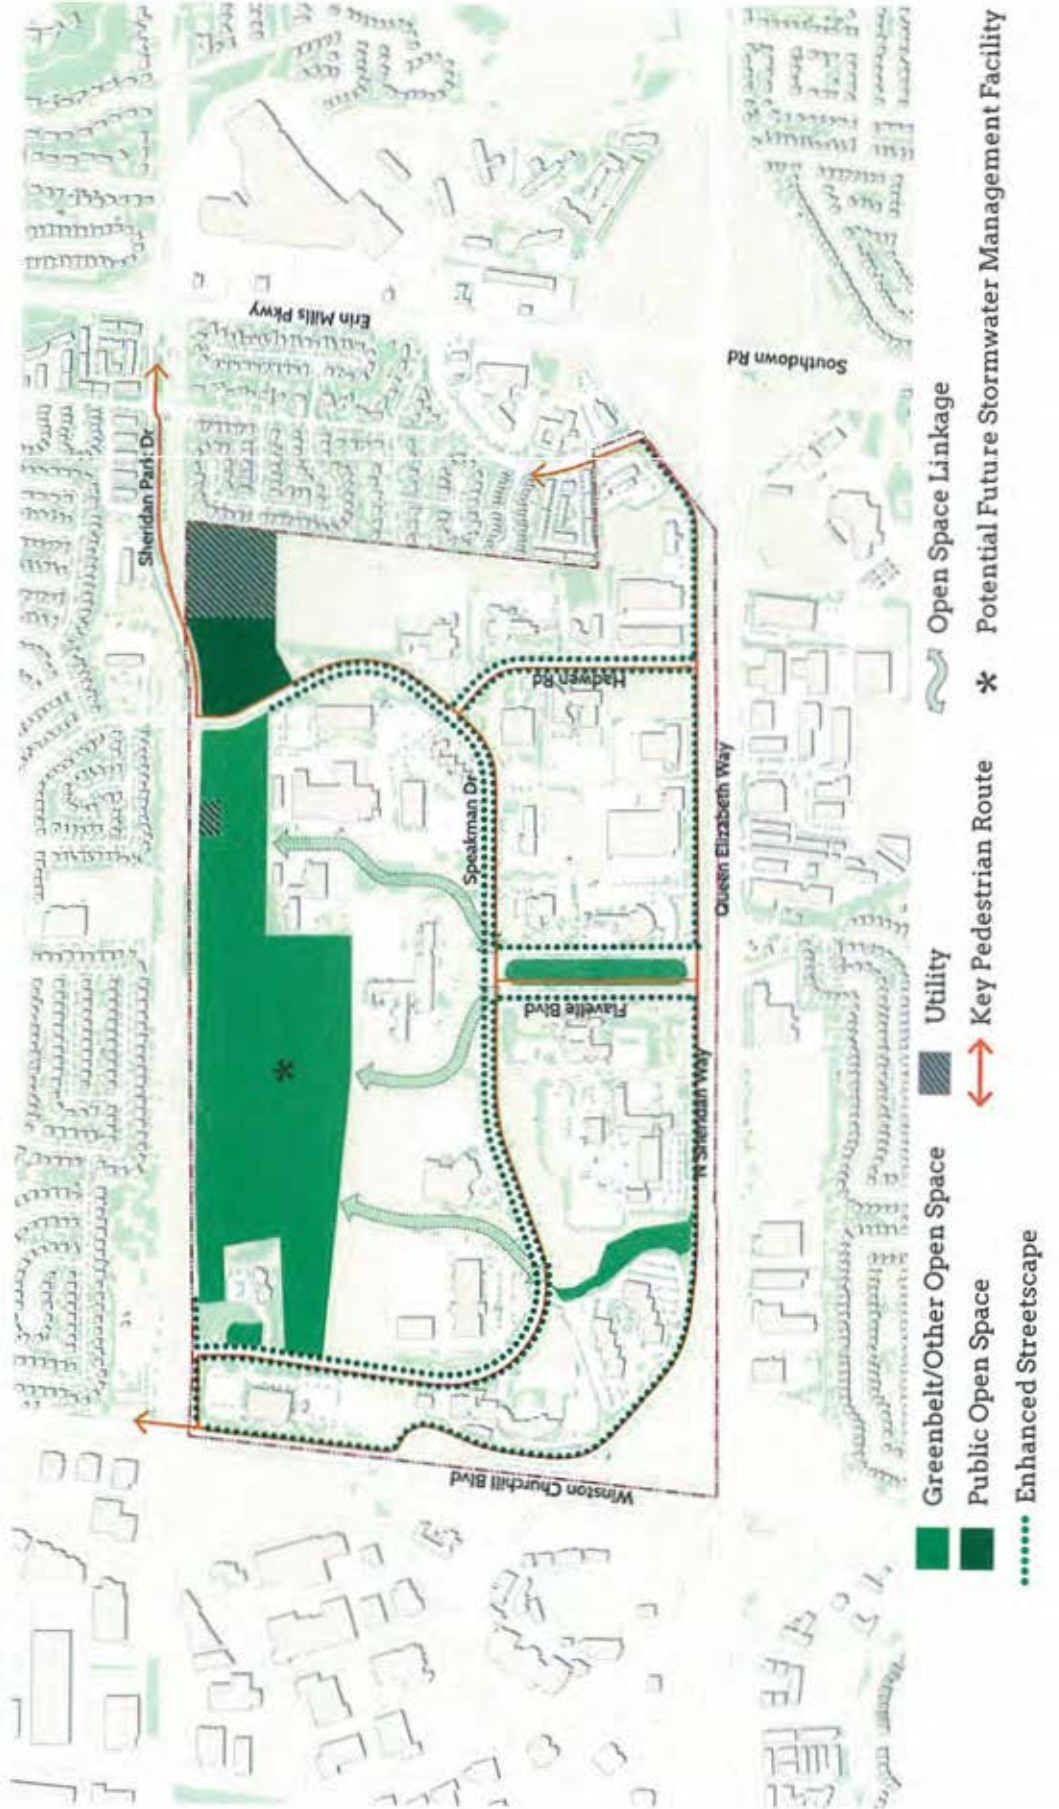 Sheridan Park Dr
Erin Mills Pkwy
Southdown Rd
Hadwen Rd
Speakman Dr
Queen Elizabeth Way
Flavelle Blvd
N Sheridan Way
Winston Churchill Blvd
Greenbelt/Other Open Space
Utility
Open Space Linkage
Public Open Space
Key Pedestrian Route
Potential Future Stormwater Management Facility
Enhanced Streetscape